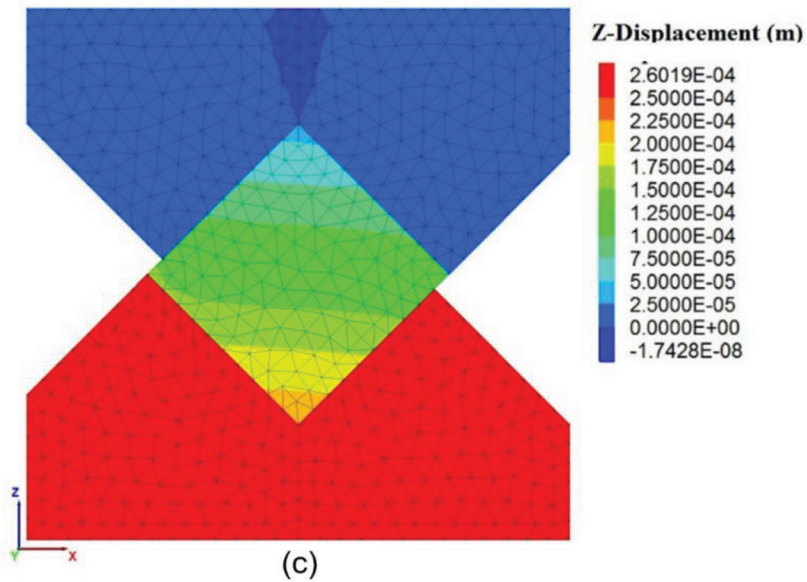 Z-Displacement (m)
2.6019E-04
2.5000E-04
2.2500E-04
2.0000E-04
1.7500E-04
1.5000E-04
1.2500E-04
1.0000E-04
7.5000E-05
5.0000E-05
2.5000E-05
0.0000E+00
-1.7428E-08
Z
Y
X
(c)